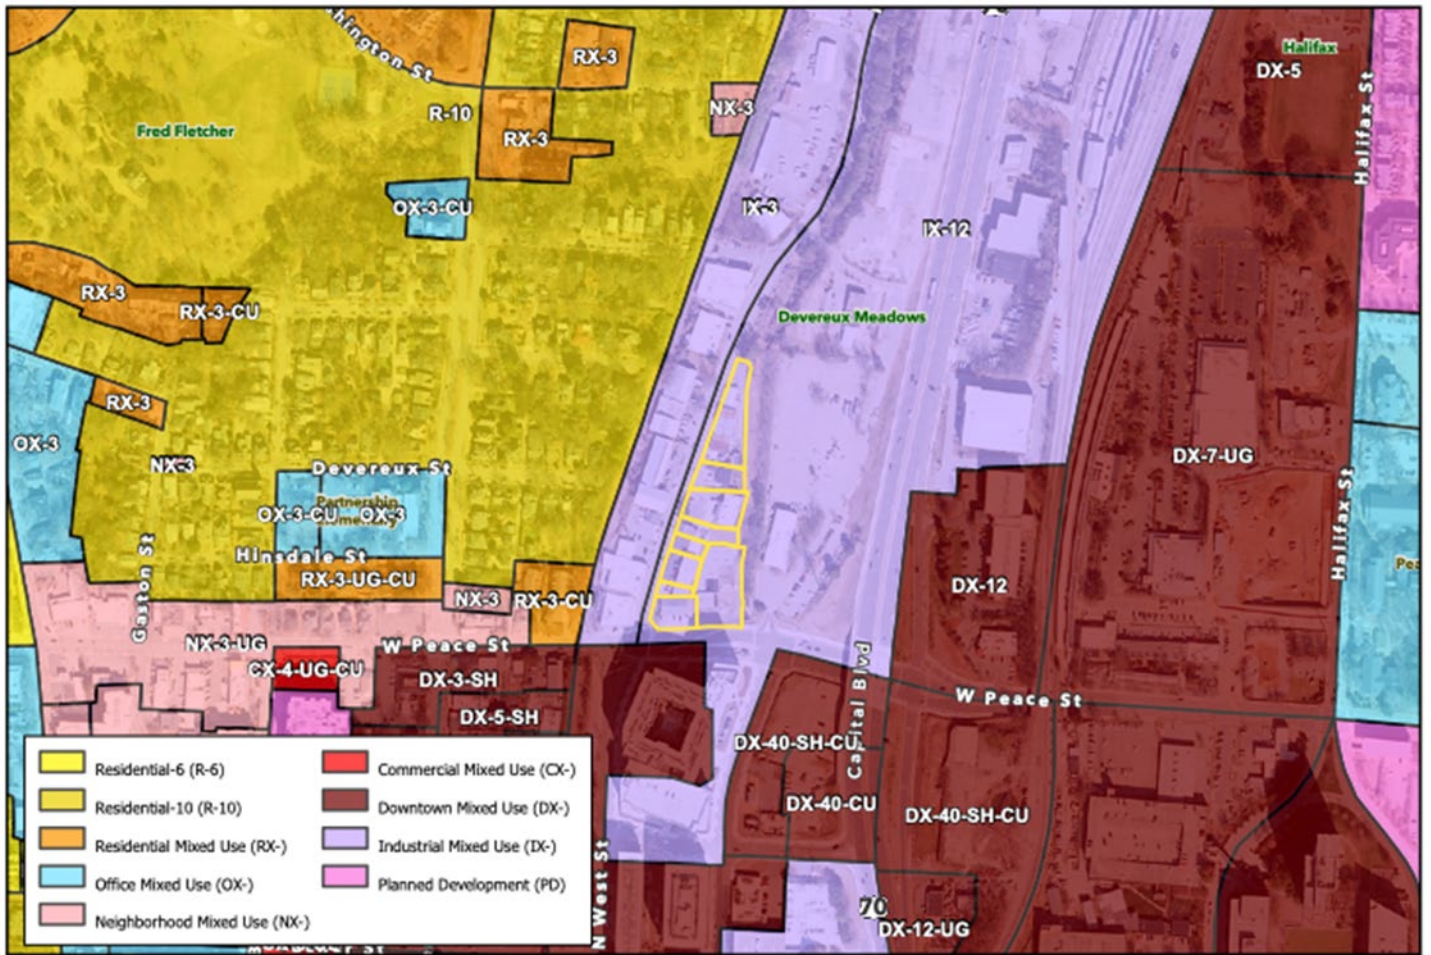 shington St
Halifax
DX-5
RX-3
NX-3
R-10
RX-3
Fred Fletcher
Halifax St
OX-3-CU
IX-3
IX-12
RX-3
RX-3-CU
Devereux Meadows
RX-3
OX-3
NX-3
Devereux St
DX-7-UG
Partnership
Elementary
OX-3-CU
OX-3
Halifax St
Hinsdale St
Gaston St
RX-3-UG-CU
NX-3
RX-3-CU
DX-12
Pea
NX-3-UG
W Peace St
CX-4-UG-CU
DX-3-SH
DX-5-SH
Capital Blvd
W Peace St
DX-40-SH-CU
DX-40-CU
DX-40-SH-CU
N West St
70
DX-12-UG
Residential-6 (R-6)
Residential-10 (R-10)
Residential Mixed Use (RX-)
Office Mixed Use (OX-)
Neighborhood Mixed Use (NX-)
Commercial Mixed Use (CX-)
Downtown Mixed Use (DX-)
Industrial Mixed Use (IX-)
Planned Development (PD)